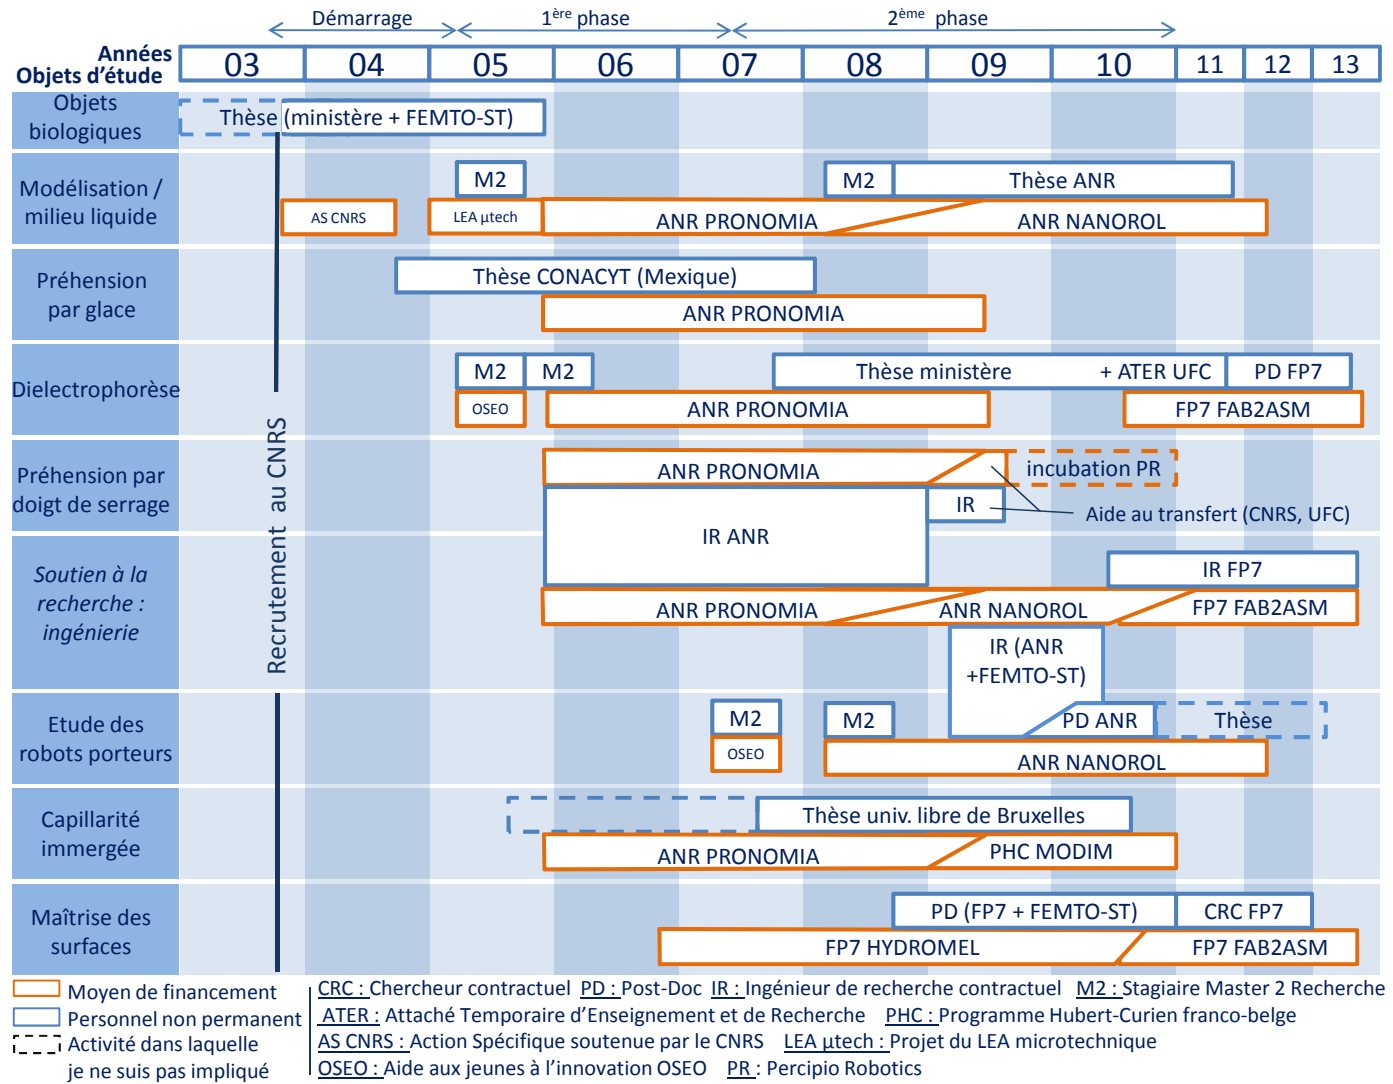 Démarrage 1ère phase 2ème phase
Années
Objets d'étude
03 04 05 06 07 08 09 10 11 12 13
Objets
biologiques
Thèse (ministère + FEMTO-ST)
Modélisation /
milieu liquide
M2 M2 Thèse ANR
AS CNRS LEA µtech ANR PRONOMIA ANR NANOROL
Préhension
par glace
Thèse CONACYT (Mexique)
ANR PRONOMIA
Dielectrophorèse
M2 M2 Thèse ministère + ATER UFC PD FP7
OSEO ANR PRONOMIA FP7 FAB2ASM
Recrutement au CNRS
Préhension par
doigt de serrage
ANR PRONOMIA incubation PR
IR Aide au transfert (CNRS, UFC)
IR ANR
Soutien à la
recherche :
ingénierie
IR FP7
ANR PRONOMIA ANR NANOROL FP7 FAB2ASM
IR (ANR
+FEMTO-ST)
Etude des
robots porteurs
M2 M2 PD ANR Thèse
OSEO ANR NANOROL
Capillarité
immergée
Thèse univ. libre de Bruxelles
ANR PRONOMIA PHC MODIM
Maîtrise des
surfaces
PD (FP7 + FEMTO-ST) CRC FP7
FP7 HYDROMEL FP7 FAB2ASM
Moyen de financement
Personnel non permanent
Activité dans laquelle
je ne suis pas impliqué
CRC : Chercheur contractuel PD : Post-Doc IR : Ingénieur de recherche contractuel M2 : Stagiaire Master 2 Recherche
ATER : Attaché Temporaire d'Enseignement et de Recherche PHC : Programme Hubert-Curien franco-belge
AS CNRS : Action Spécifique soutenue par le CNRS LEA µtech : Projet du LEA microtechnique
OSEO : Aide aux jeunes à l'innovation OSEO PR : Percipio Robotics